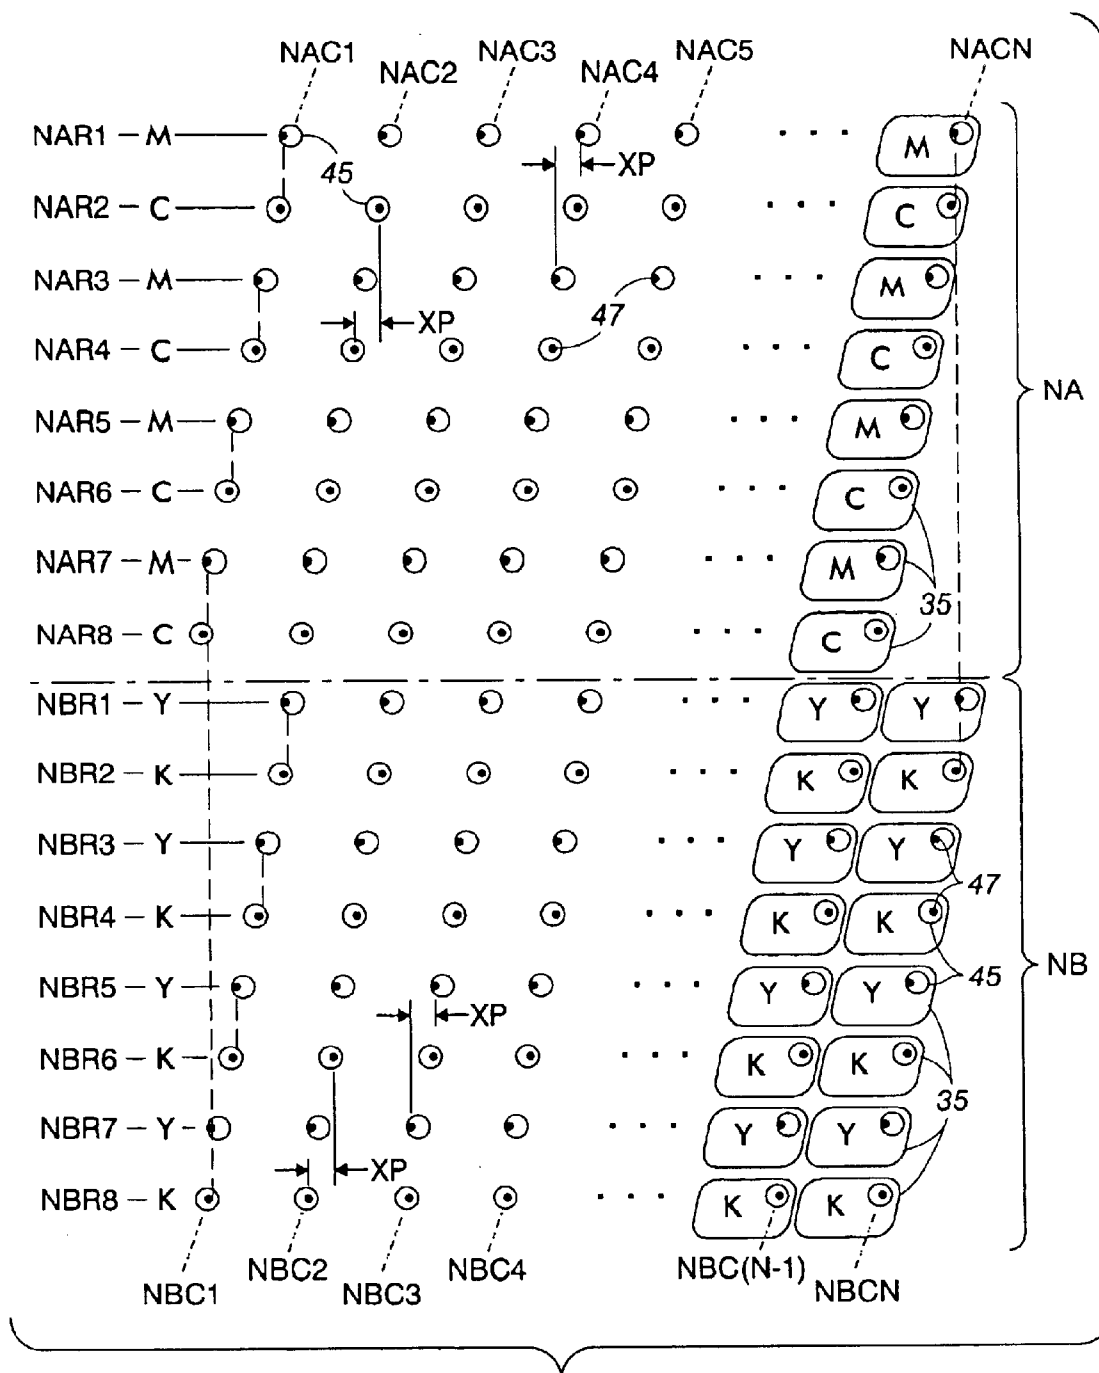 NAC1 NAC2 NAC3 NAC4 NAC5 NACN
NAR1 – M M
45 XP
NAR2 – C . . . C
NAR3 – M . . . M
XP 47
NAR4 – C . . . C
NA
NAR5 – M . . . M
NAR6 – C . . . C
NAR7 – M . . . M
35
NAR8 – C . . . C
NBR1 – Y . . . Y Y
NBR2 – K . . . K K
NBR3 – Y . . . Y Y
47
NBR4 – K . . . K K
45 NB
NBR5 – Y . . . Y Y
XP
NBR6 – K . . . K K
35
NBR7 – Y . . . Y Y
XP
NBR8 – K . . . K K
NBC1 NBC2 NBC3 NBC4 NBC(N-1) NBCN